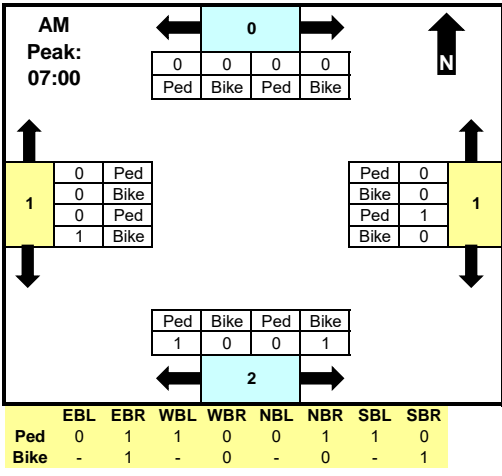 AM
Peak:
07:00
0
0 0 0 0
Ped Bike Ped Bike
N
1
0 Ped
0 Bike
0 Ped
1 Bike
Ped 0
Bike 0
Ped 1
Bike 0
1
Ped Bike Ped Bike
1 0 0 1
2
EBL EBR WBL WBR NBL NBR SBL SBR
Ped 0 1 1 0 0 1 1 0
Bike - 1 - 0 - 0 - 1